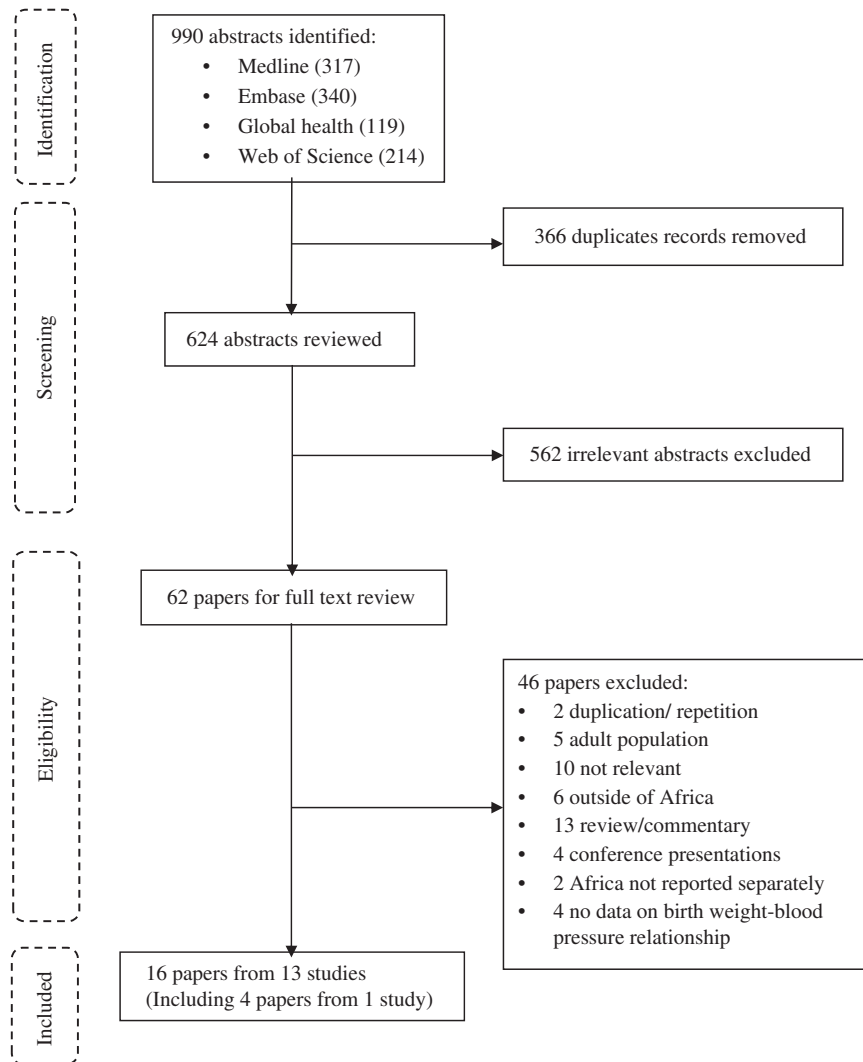 Identification
990 abstracts identified:
• Medline (317)
• Embase (340)
• Global health (119)
• Web of Science (214)
Screening
366 duplicates records removed
624 abstracts reviewed
562 irrelevant abstracts excluded
Eligibility
62 papers for full text review
46 papers excluded:
• 2 duplication/ repetition
• 5 adult population
• 10 not relevant
• 6 outside of Africa
• 13 review/commentary
• 4 conference presentations
• 2 Africa not reported separately
• 4 no data on birth weight-blood
pressure relationship
Included
16 papers from 13 studies
(Including 4 papers from 1 study)